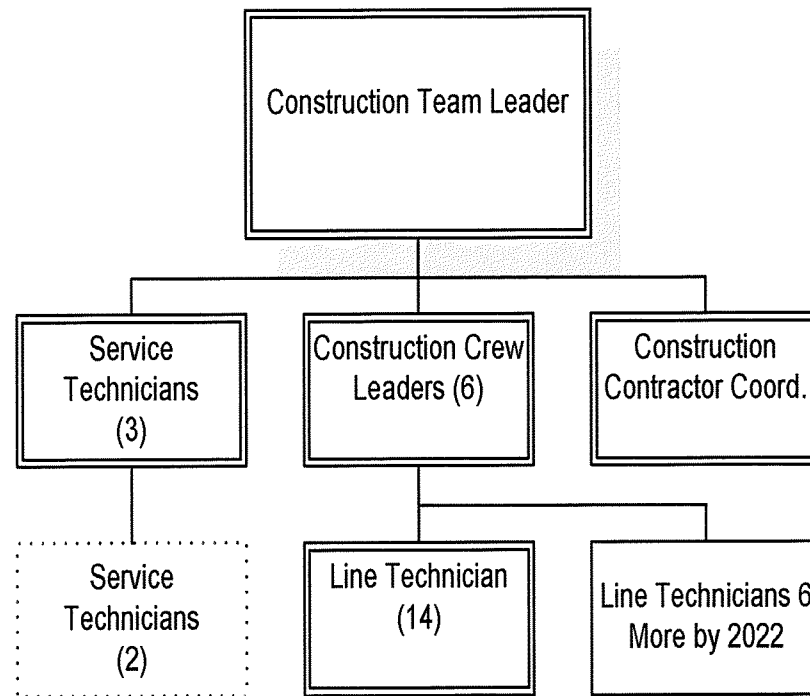 Construction Team Leader
Service
Technicians
(3)
Construction Crew
Leaders (6)
Construction
Contractor Coord.
Service
Technicians
(2)
Line Technician
(14)
Line Technicians 6
More by 2022